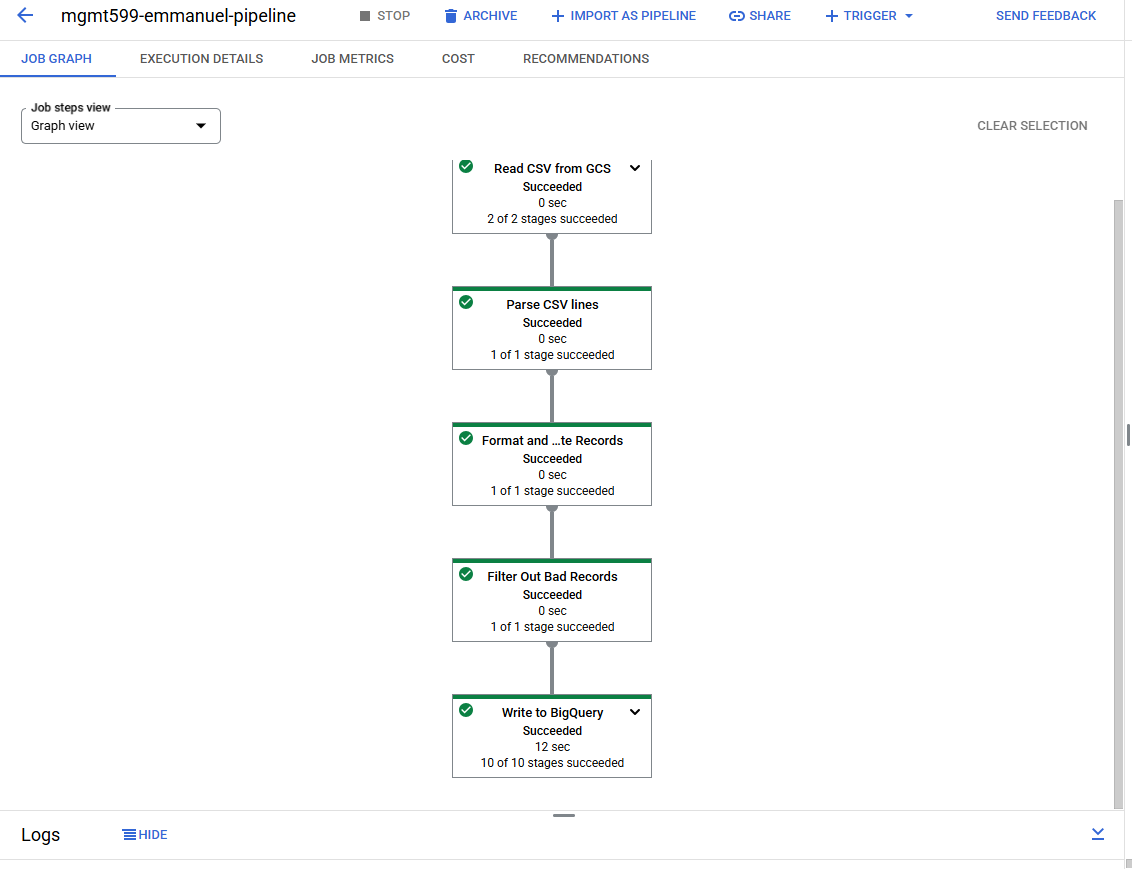 mgmt599-emmanuel-pipeline
STOP
ARCHIVE
IMPORT AS PIPELINE
SHARE
TRIGGER
SEND FEEDBACK
JOB GRAPH
EXECUTION DETAILS
JOB METRICS
COST
RECOMMENDATIONS
Job steps view
Graph view
CLEAR SELECTION
Read CSV from GCS
Succeeded
0 sec
2 of 2 stages succeeded
Parse CSV lines
Succeeded
0 sec
1 of 1 stage succeeded
Format and ...te Records
Succeeded
0 sec
1 of 1 stage succeeded
Filter Out Bad Records
Succeeded
0 sec
1 of 1 stage succeeded
Write to BigQuery
Succeeded
12 sec
10 of 10 stages succeeded
Logs
HIDE